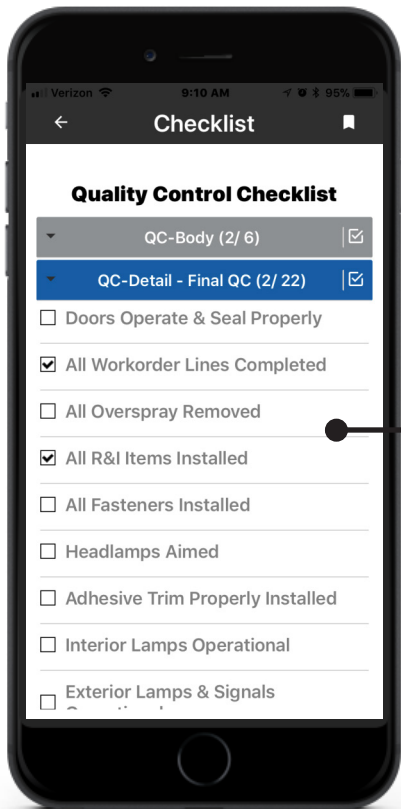 Verizon 9:10 AM 95%
Checklist
Quality Control Checklist
QC-Body (2/ 6)
QC-Detail - Final QC (2/ 22)
Doors Operate & Seal Properly
All Workorder Lines Completed
All Overspray Removed
All R&I Items Installed
All Fasteners Installed
Headlamps Aimed
Adhesive Trim Properly Installed
Interior Lamps Operational
Exterior Lamps & Signals